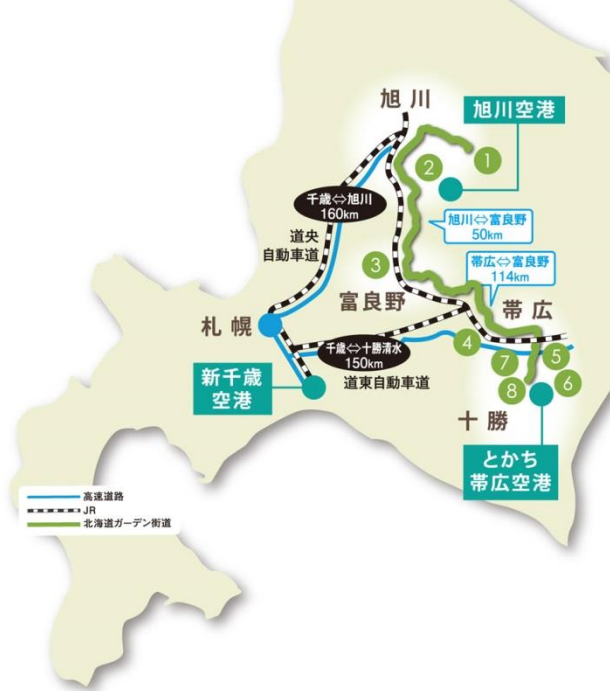 旭川
旭川空港
1
2
千歳⇔旭川
160km
旭川⇔富良野
50km
道央
自動車道
3
帯広⇔富良野
114km
富良野
帯広
札幌
4
千歳⇔十勝清水
150km
5
7
新千歳
空港
道東自動車道
8
6
十勝
とかち
帯広空港
高速道路
JR
北海道ガーデン街道